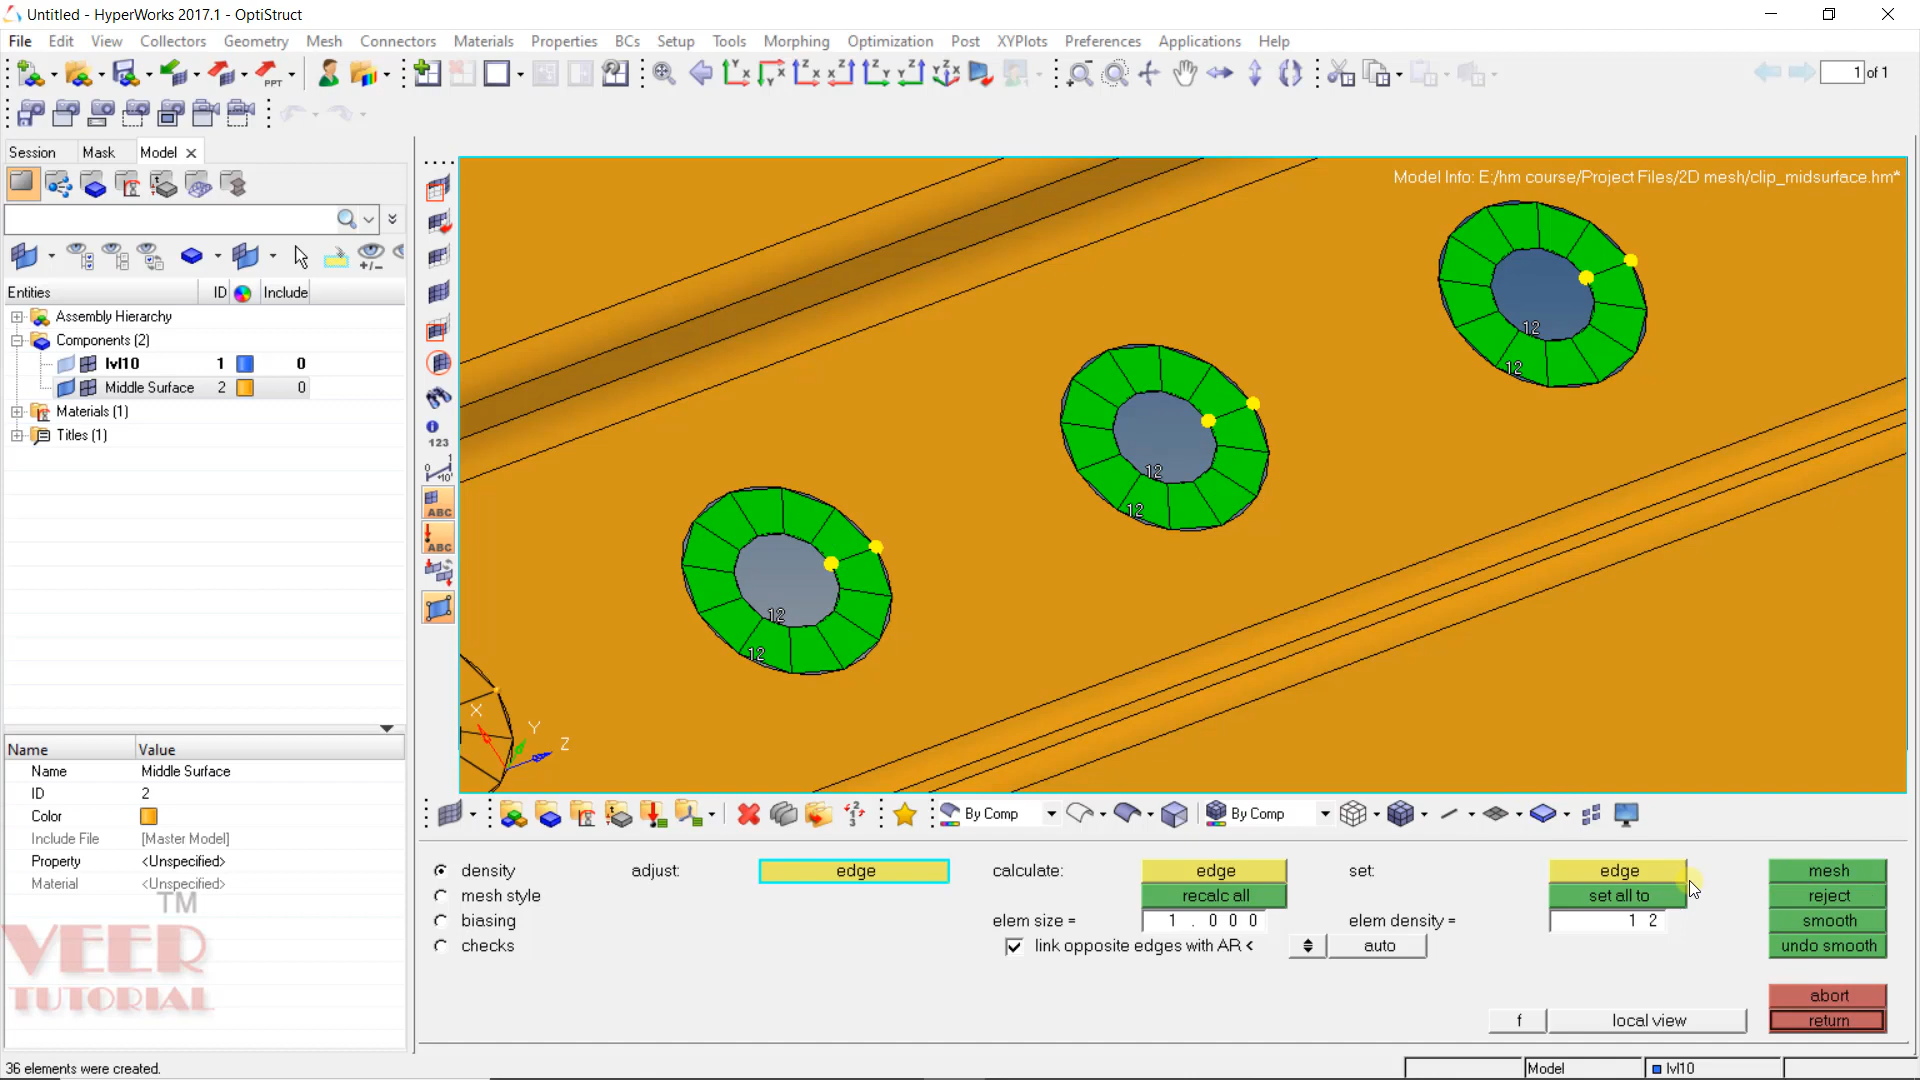 Untitled - HyperWorks 2017.1 - OptiStruct
File Edit View Collectors Geometry Mesh Connectors Materials Properties BCs Setup Tools Morphing Optimization Post XYPlots Preferences Applications Help
1 of 1
Session Mask Model
Model Info: E:/hm course/Project Files/2D mesh/clip_midsurface.hm*
Entities ID Include
Assembly Hierarchy
Components (2)
lvl10 1 0
Middle Surface 2 0
Materials (1)
Titles (1)
123
ABC
ABC
12
12
12
12
12
12
X Y Z
Name Value
Name Middle Surface
ID 2
Color
Include File [Master Model]
Property <Unspecified>
Material <Unspecified>
TM
VEER
TUTORIAL
By Comp By Comp
density adjust: edge calculate: edge set: edge mesh
mesh style recalc all set all to reject
biasing elem size = 1.000 elem density = 12 smooth
checks link opposite edges with AR < auto undo smooth
abort
f local view return
36 elements were created.
Model lvl10